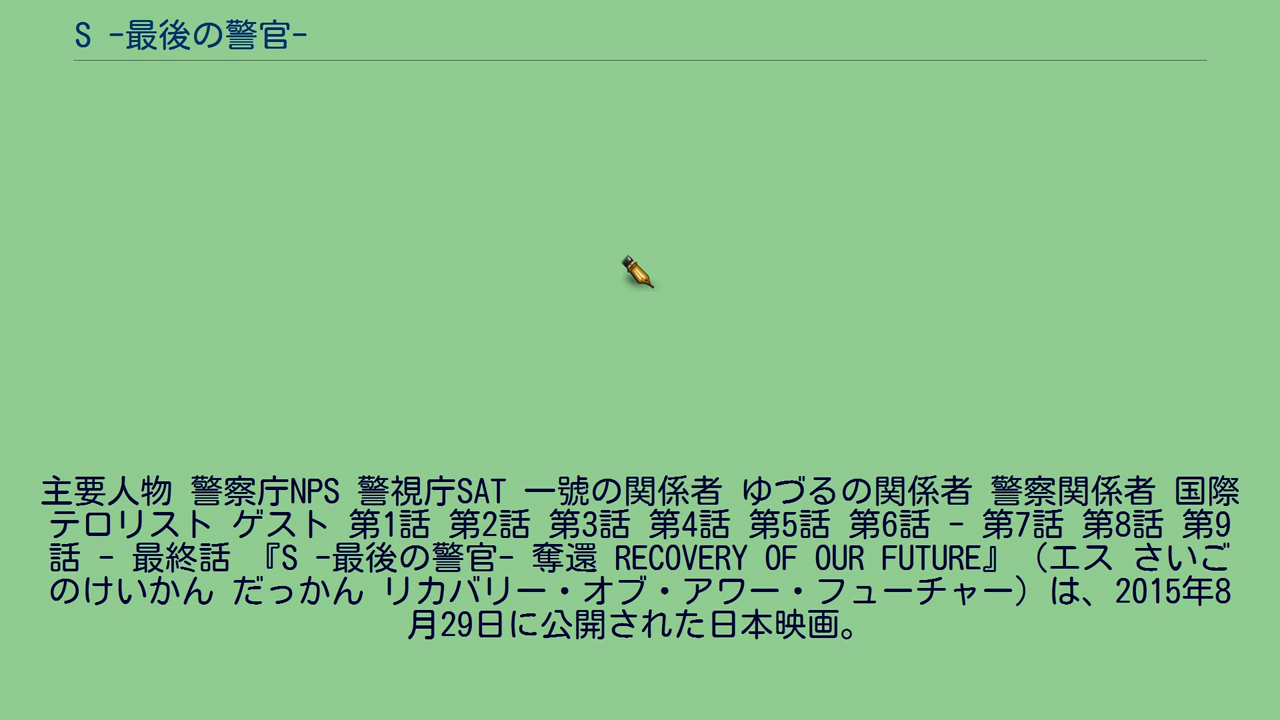 S -最後の警官-
主要人物 警察庁NPS 警視庁SAT 一號の関係者 ゆづるの関係者 警察関係者 国際
テロリスト ゲスト 第1話 第2話 第3話 第4話 第5話 第6話 - 第7話 第8話 第9
話 - 最終話 『S -最後の警官- 奪還 RECOVERY OF OUR FUTURE』（エス さいご
のけいかん だっかん リカバリー・オブ・アワー・フューチャー）は、2015年8
月29日に公開された日本映画。